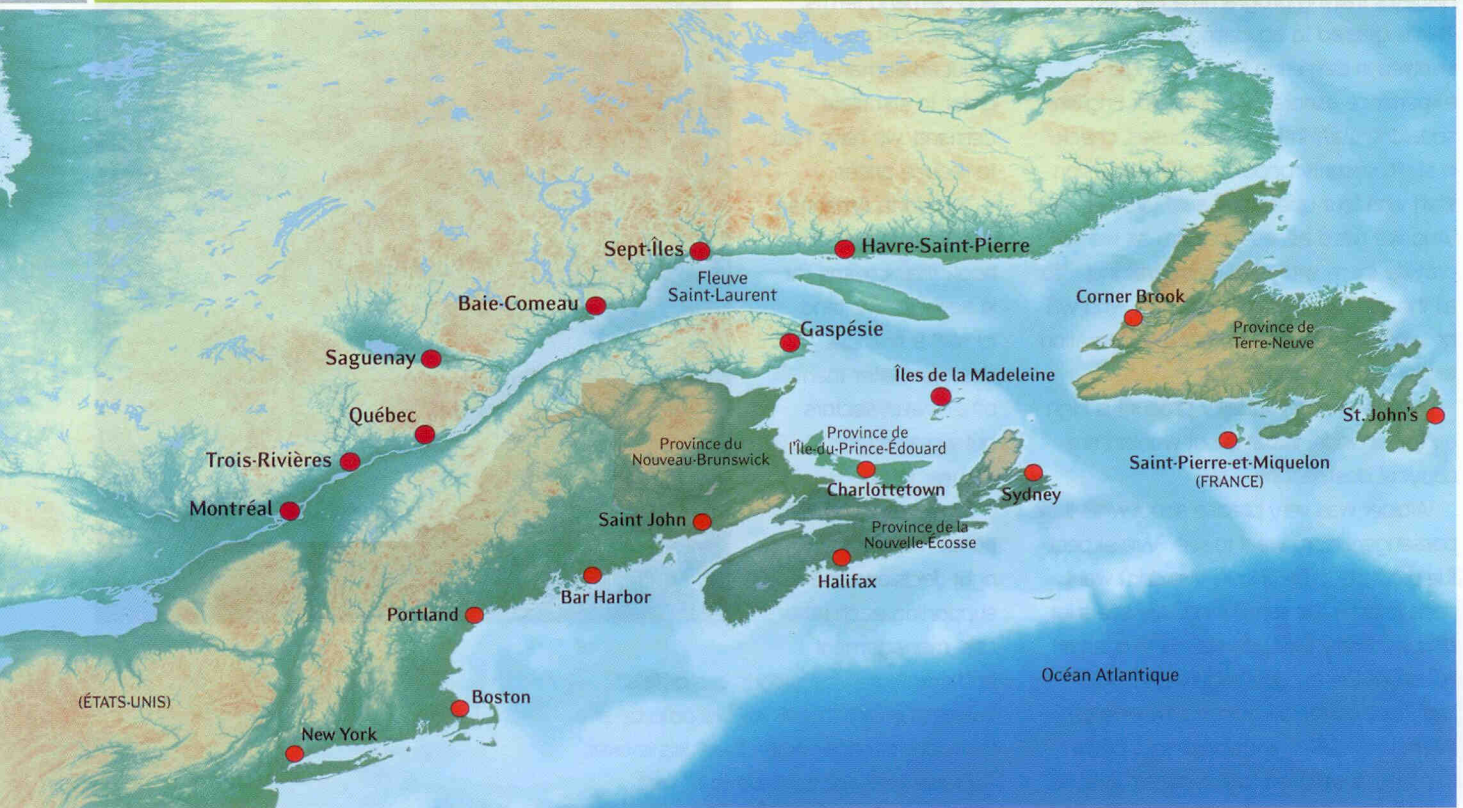 Sept-Îles
Havre-Saint-Pierre
Fleuve
Saint-Laurent
Baie-Comeau
Corner Brook
Gaspésie
Province de
Terre-Neuve
Saguenay
Îles de la Madeleine
Québec
St. John's
Province de
l'Île-du-Prince-Édouard
Province du
Nouveau-Brunswick
Trois-Rivières
Saint-Pierre-et-Miquelon
(FRANCE)
Charlottetown
Sydney
Montréal
Saint John
Province de la
Nouvelle-Écosse
Halifax
Bar Harbor
Portland
Océan Atlantique
(ÉTATS-UNIS)
Boston
New York